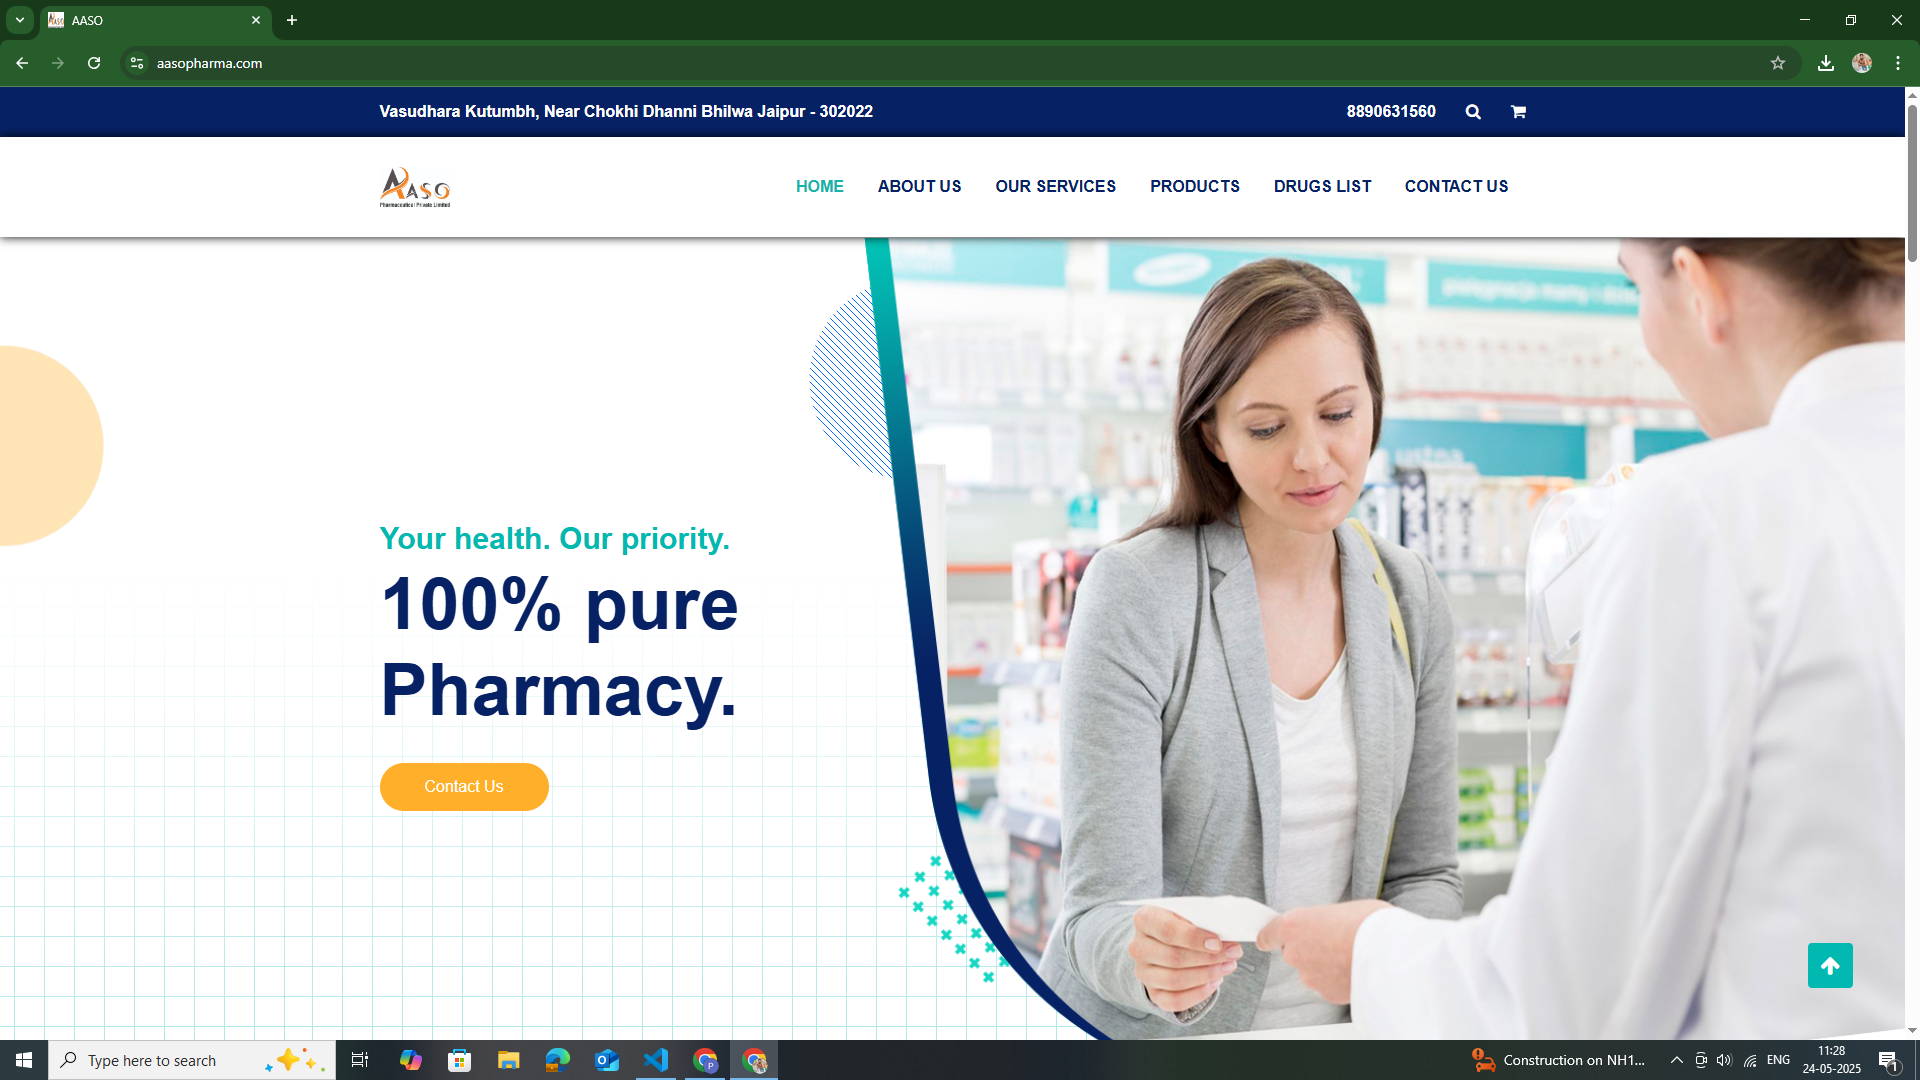 AASO
aasopharma.com
Vasudhara Kutumbh, Near Chokhi Dhanni Bhilwa Jaipur - 302022
8890631560
AASO
Pharmaceutical Private Limited
HOME
ABOUT US
OUR SERVICES
PRODUCTS
DRUGS LIST
CONTACT US
Your health. Our priority.
100% pure
Pharmacy.
Contact Us
Type here to search
Construction on NH1...
ENG
11:28
24-05-2025
1